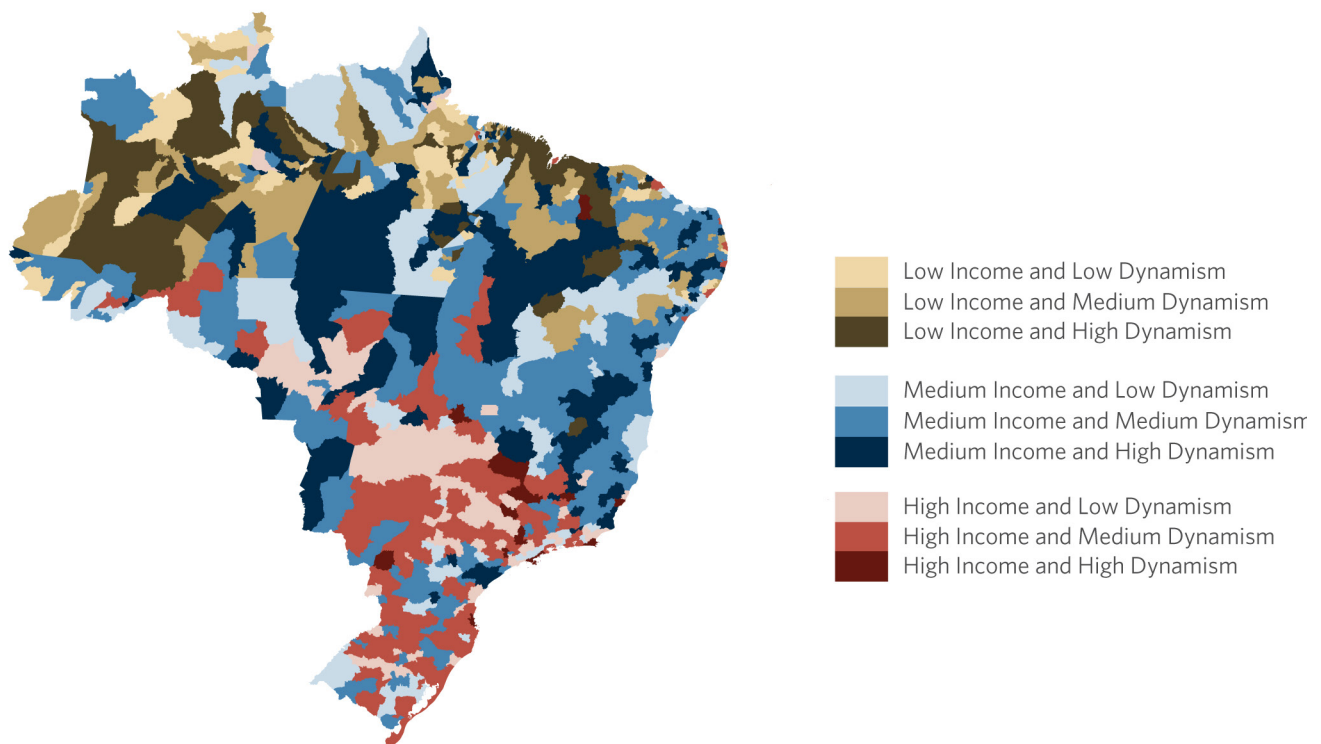 Low Income and Low Dynamism
Low Income and Medium Dynamism
Low Income and High Dynamism
Medium Income and Low Dynamism
Medium Income and Medium Dynamism
Medium Income and High Dynamism
High Income and Low Dynamism
High Income and Medium Dynamism
High Income and High Dynamism